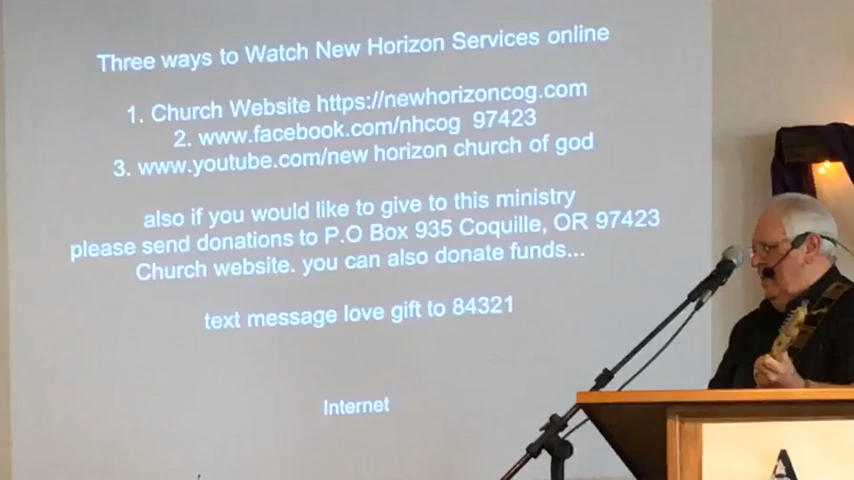 Three ways to Watch New Horizon Services online
1. Church Website https://newhorizoncog.com
2. www.facebook.com/nhcog 97423
3. www.youtube.com/new horizon church of god
also if you would like to give to this ministry
please send donations to P.O Box 935 Coquille, OR 97423
Church website. you can also donate funds...
text message love gift to 84321
Internet
A